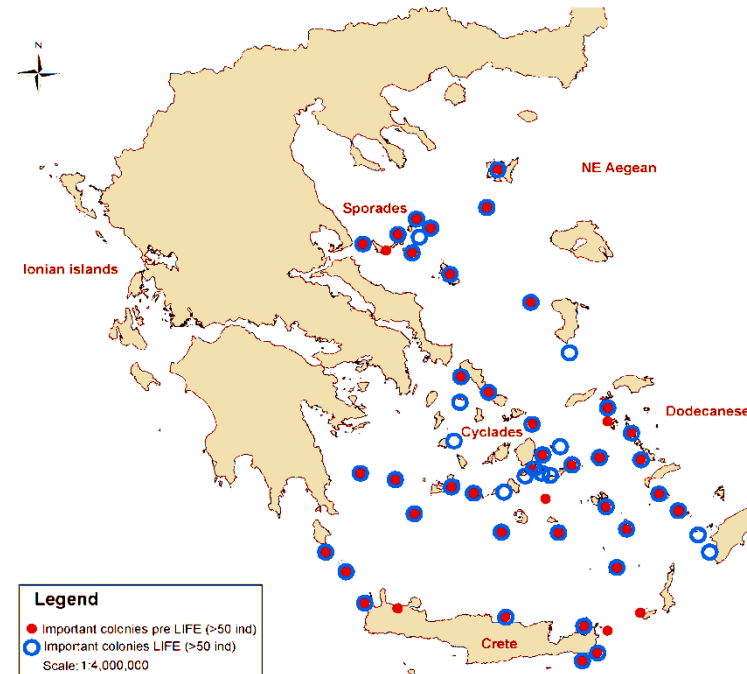 N
NE Aegean
Sporades
Ionian islands
Dodecanese
Cyclades
Legend
Important colonies pre LIFE (>50 ind)
Important colonies LIFE (>50 ind)
Scale: 1:4,000,000
Crete